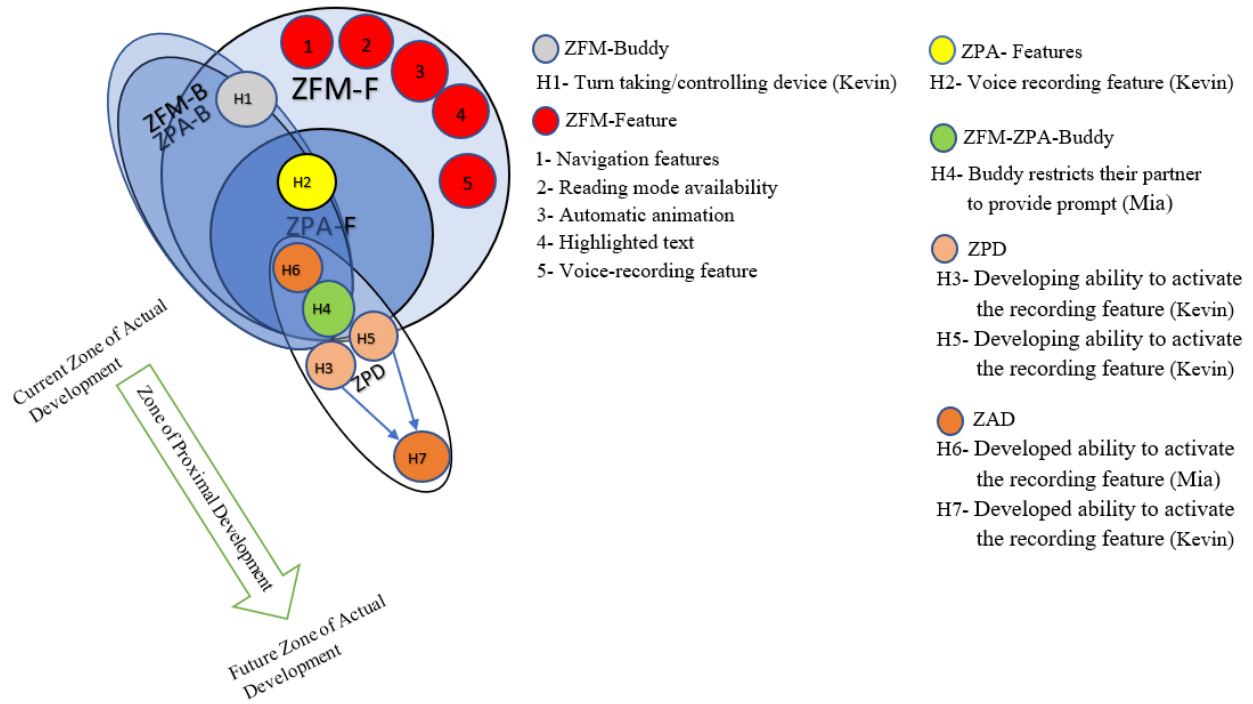 1
2
3
4
5
ZFM-F
ZFM-B
ZPA-B
H1
H2
ZPA-F
H6
H4
H5
H3
ZPD
H7
Current Zone of Actual
Development
Zone of Proximal Development
Future Zone of Actual
Development
ZFM-Buddy
H1- Turn taking/controlling device (Kevin)
ZFM-Feature
1- Navigation features
2- Reading mode availability
3- Automatic animation
4- Highlighted text
5- Voice-recording feature
ZPA- Features
H2- Voice recording feature (Kevin)
ZFM-ZPA-Buddy
H4- Buddy restricts their partner
to provide prompt (Mia)
ZPD
H3- Developing ability to activate
the recording feature (Kevin)
H5- Developing ability to activate
the recording feature (Kevin)
ZAD
H6- Developed ability to activate
the recording feature (Mia)
H7- Developed ability to activate
the recording feature (Kevin)